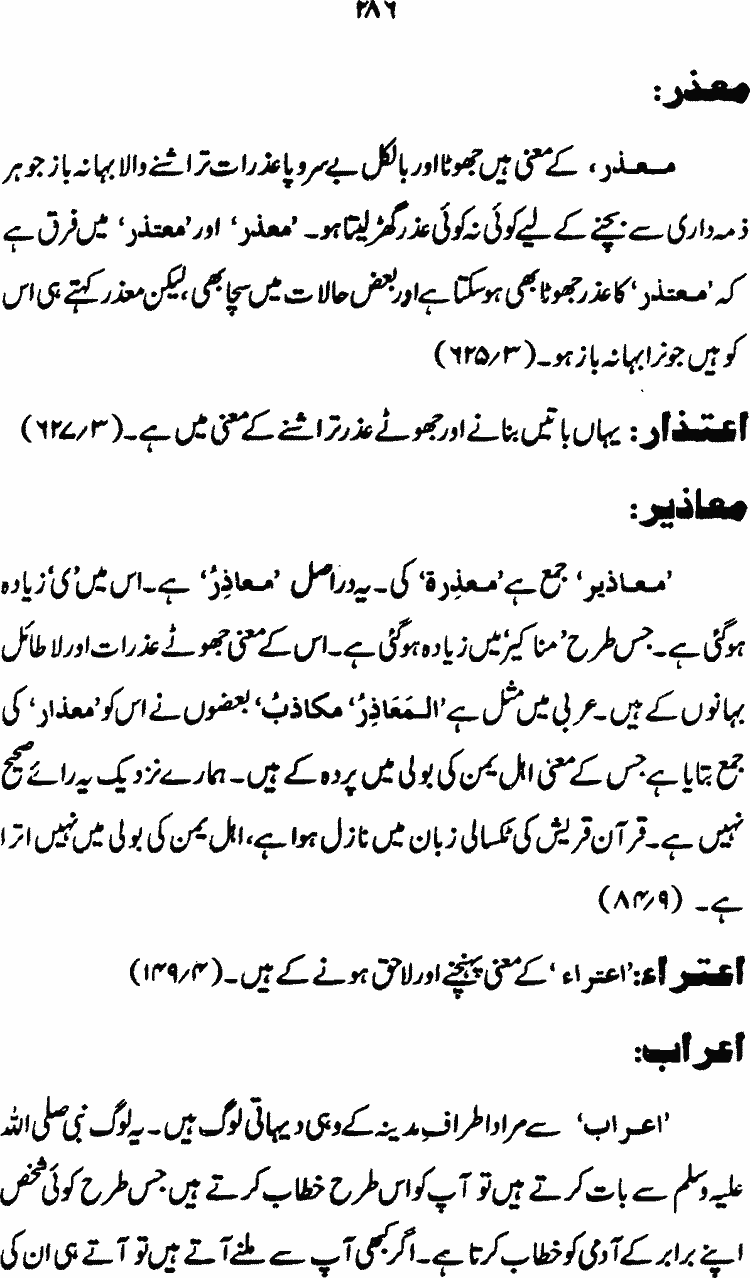 ۲۸۶
معذر:
معذر، کے معنی ہیں جھوٹا اور بالکل بے سروپا عذرات تراشنے والا بہانہ باز جو ہر
ذمہ داری سے بچنے کے لیے کوئی نہ کوئی عذر گھڑ لیتا ہو۔ ’معذر‘ اور ’معتذر‘ میں فرق ہے
کہ ’معتذر‘ کا عذر جھوٹا بھی ہو سکتا ہے اور بعض حالات میں سچا بھی، لیکن معذر کہتے ہی اس
کو ہیں جو نرا بہانہ باز ہو۔ (۶۲۵/۳)
اعتذار: یہاں باتیں بنانے اور جھوٹے عذر تراشنے کے معنی میں ہے۔ (۶۲۷/۳)
معاذیر:
’معاذیر‘ جمع ہے ’معذِرۃ‘ کی۔ یہ دراصل ’معاذِرُ‘ ہے۔ اس میں ’ی‘ زیادہ
ہوگئی ہے۔ جس طرح ’مناکیر‘ میں زیادہ ہوگئی ہے۔ اس کے معنی جھوٹے عذرات اور لاطائل
بہانوں کے ہیں۔ عربی میں مثل ہے ’المَعَاذِرُ‘ مکاذبُ‘ بعضوں نے اس کو ’معذار‘ کی
جمع بتایا ہے جس کے معنی اہل یمن کی بولی میں پردہ کے ہیں۔ ہمارے نزدیک یہ رائے صحیح
نہیں ہے۔ قرآن قریش کی ٹکسالی زبان میں نازل ہوا ہے، اہل یمن کی بولی میں نہیں اترا
ہے۔ (۸۴/۹)
اعتراء: ’اعتراء‘ کے معنی پہنچنے اور لاحق ہونے کے ہیں۔ (۱۴۹/۴)
اعراب:
’اعراب‘ سے مراد اطرافِ مدینہ کے وہی دیہاتی لوگ ہیں۔ یہ لوگ نبی صلی اللہ
علیہ وسلم سے بات کرتے ہیں تو آپ کو اس طرح خطاب کرتے ہیں جس طرح کوئی شخص
اپنے برابر کے آدمی کو خطاب کرتا ہے۔ اگر کبھی آپ سے ملنے آتے ہیں تو آتے ہی ان کی